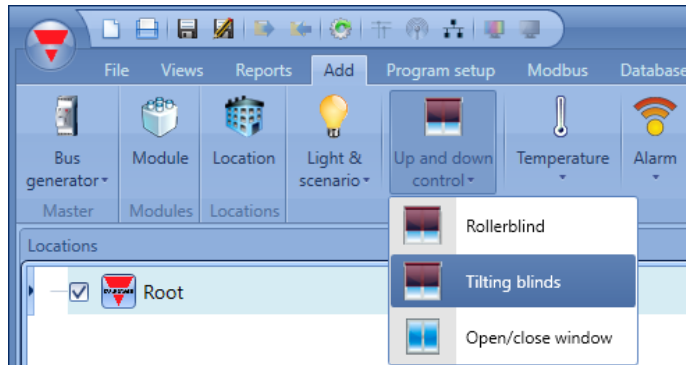 File Views Reports Add Program setup Modbus Database
Bus generator Module Location Light & scenario Up and down control Temperature Alarm
Master Modules Locations
Rollerblind
Locations
Tilting blinds
Root
Open/close window